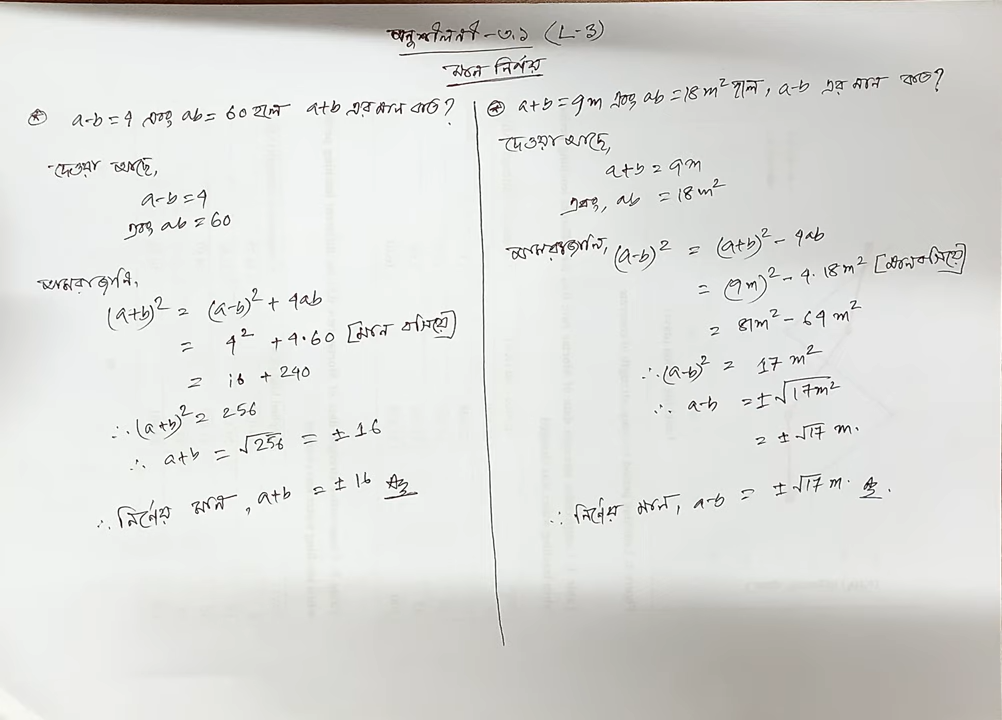 অনুশীলনী-৩.১ (L-3)
মান নির্ণয়
⊛ a-b = 4 এবং ab = 60 হলে a+b এর মান কত?
দেওয়া আছে,
a-b = 4
এবং ab = 60
আমরা জানি,
(a+b)² = (a-b)² + 4ab
= 4² + 4·60 [মান বসিয়ে]
= 16 + 240
∴ (a+b)² = 256
∴ a+b = √256 = ± 16
∴ নির্ণেয় মান, a+b = ± 16
⊛ a+b = 9m এবং ab = 18m² হলে, a-b এর মান কত?
দেওয়া আছে,
a+b = 9m
এবং, ab = 18m²
আমরা জানি, (a-b)² = (a+b)² - 4ab
= (9m)² - 4·18m² [মান বসিয়ে]
= 81m² - 64m²
∴ (a-b)² = 17m²
∴ a-b = ±√17m²
= ±√17 m.
∴ নির্ণেয় মান, a-b = ±√17 m.